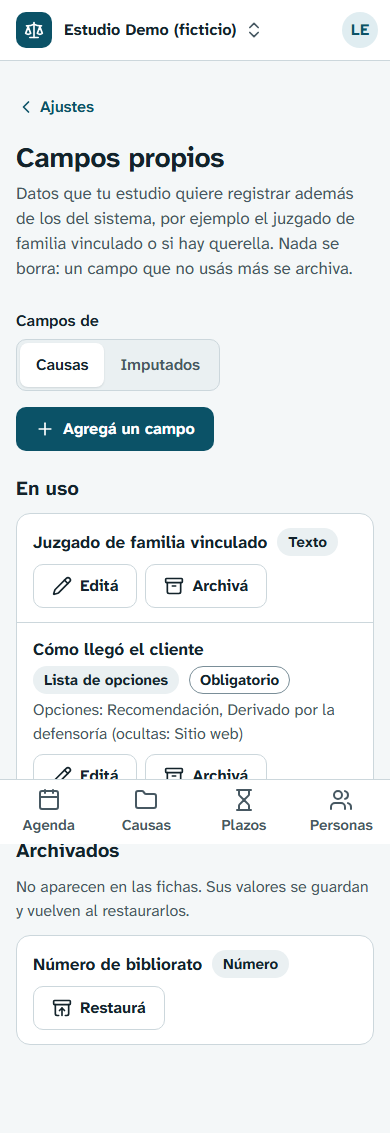 Estudio Demo (ficticio)
LE
Ajustes
Campos propios
Datos que tu estudio quiere registrar además
de los del sistema, por ejemplo el juzgado de
familia vinculado o si hay querella. Nada se
borra: un campo que no usás más se archiva.
Campos de
Causas Imputados
Agregá un campo
En uso
Juzgado de familia vinculado Texto
Editá Archivá
Cómo llegó el cliente
Lista de opciones Obligatorio
Opciones: Recomendación, Derivado por la
defensoría (ocultas: Sitio web)
Editá Archivá
Agenda Causas Plazos Personas
Archivados
No aparecen en las fichas. Sus valores se guardan
y vuelven al restaurarlos.
Número de bibliorato Número
Restaurá